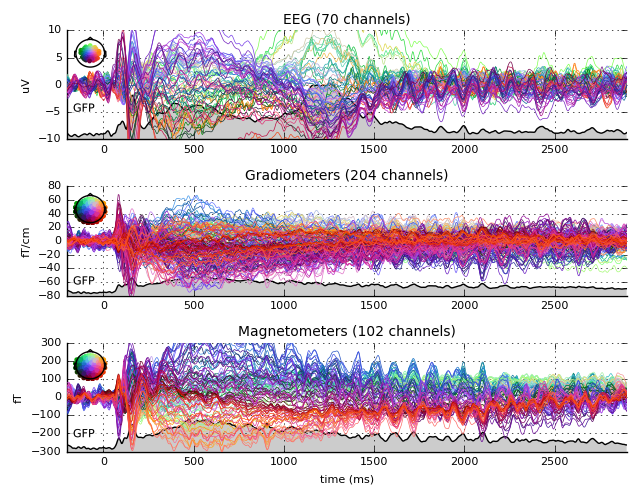 EEG (70 channels)
10
5
0
−5
−10
uV
GFP
0 500 1000 1500 2000 2500
Gradiometers (204 channels)
80
60
40
20
0
−20
−40
−60
−80
fT/cm
GFP
0 500 1000 1500 2000 2500
Magnetometers (102 channels)
300
200
100
0
−100
−200
−300
fT
GFP
0 500 1000 1500 2000 2500
time (ms)